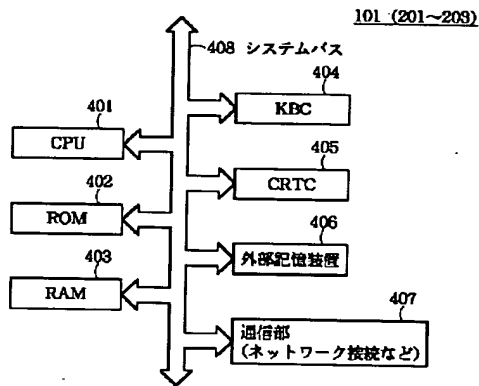 101 (201~203)
408 システムバス
404
KBC
401
CPU
405
CRTC
402
ROM
406
外部記憶装置
403
RAM
407
通信部
(ネットワーク接続など)